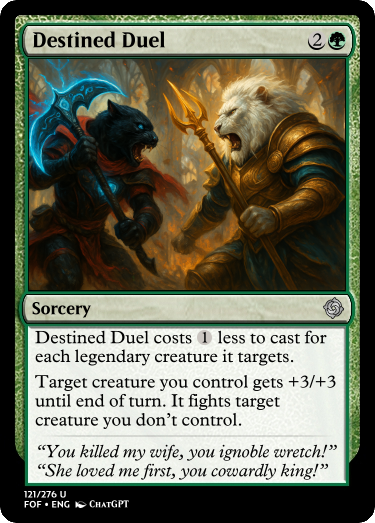 Destined Duel 2
Sorcery
Destined Duel costs 1 less to cast for
each legendary creature it targets.
Target creature you control gets +3/+3
until end of turn. It fights target
creature you don't control.
“You killed my wife, you ignoble wretch!”
“She loved me first, you cowardly king!”
121/276 U
FOF • ENG ChatGPT